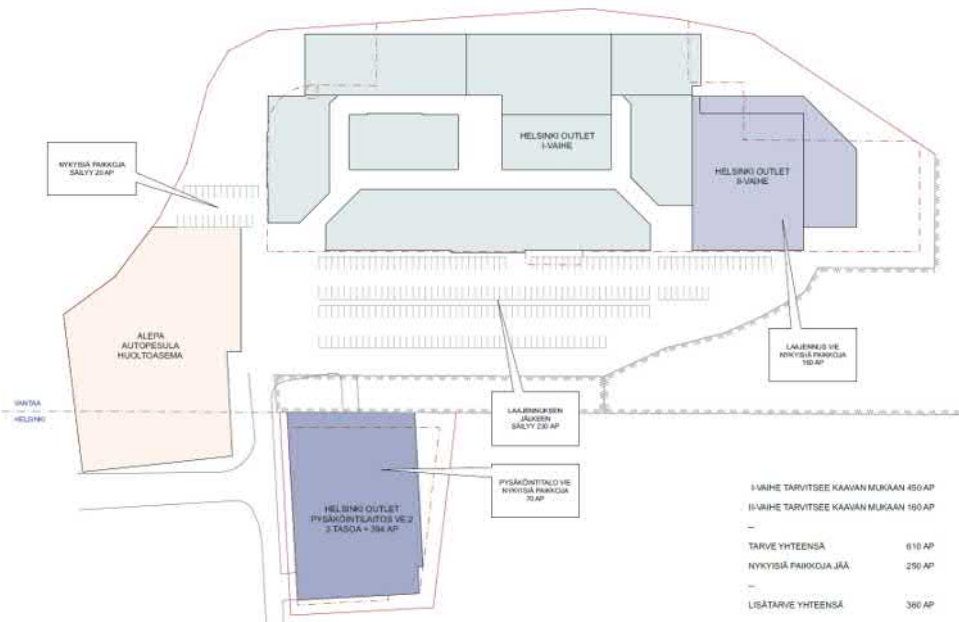 NYKYISIÄ PAIKKOJA
SÄILYY 20 AP
HELSINKI OUTLET
I-VAIHE
HELSINKI OUTLET
II-VAIHE
ALEPA
AUTOPESULA
HUOLTOASEMA
LAAJENNUS VIE
NYKYISIÄ PAIKKOJA
160 AP
VANTAA
HELSINKI
LAAJENNUKSEN
JÄLKEEN
SÄILYY 230 AP
PYSÄKÖINTITALO VIE
NYKYISIÄ PAIKKOJA
70 AP
HELSINKI OUTLET
PYSÄKÖINTILAITOS VE.2
3 TASOA = 394 AP
I-VAIHE TARVITSEE KAAVAN MUKAAN 450 AP
II-VAIHE TARVITSEE KAAVAN MUKAAN 160 AP
–
TARVE YHTEENSÄ 610 AP
NYKYISIÄ PAIKKOJA JÄÄ 250 AP
–
LISÄTARVE YHTEENSÄ 360 AP